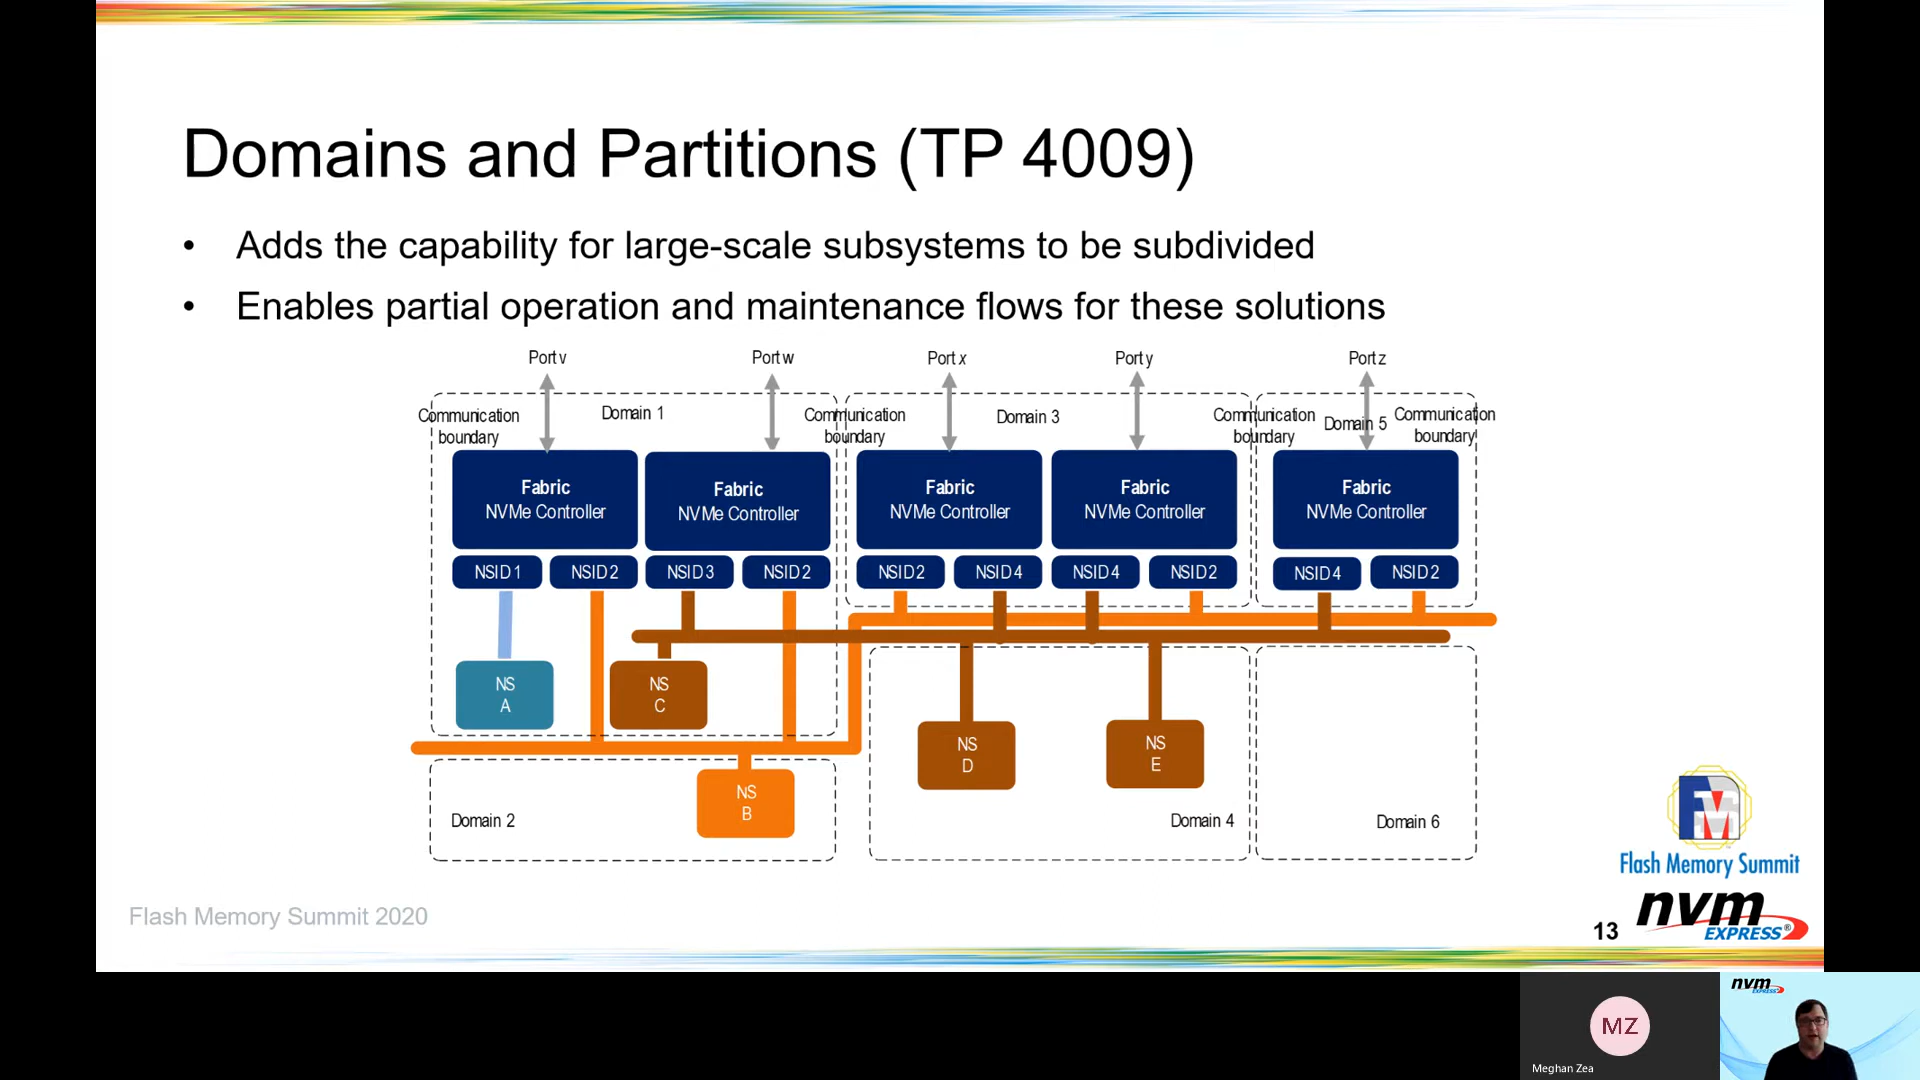 Domains and Partitions (TP 4009)
• Adds the capability for large-scale subsystems to be subdivided
• Enables partial operation and maintenance flows for these solutions
Port v
Port w
Port x
Port y
Port z
Communication
boundary
Domain 1
Communication
boundary
Domain 3
Communication
boundary
Domain 5
Communication
boundary
Fabric
NVMe Controller
Fabric
NVMe Controller
Fabric
NVMe Controller
Fabric
NVMe Controller
Fabric
NVMe Controller
NSID 1
NSID 2
NSID 3
NSID 2
NSID 2
NSID 4
NSID 4
NSID 2
NSID 4
NSID 2
NS
A
NS
C
NS
D
NS
E
NS
B
Domain 2
Domain 4
Domain 6
FMS
Flash Memory Summit
Flash Memory Summit 2020
13
nvm
EXPRESS®
MZ
Meghan Zea
nvm
EXPRESS